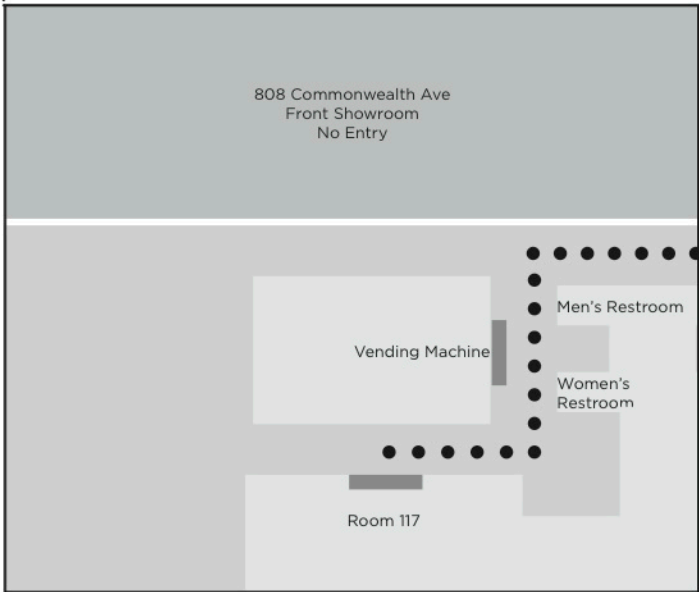 808 Commonwealth Ave
Front Showroom
No Entry
Men's Restroom
Vending Machine
Women's
Restroom
Room 117